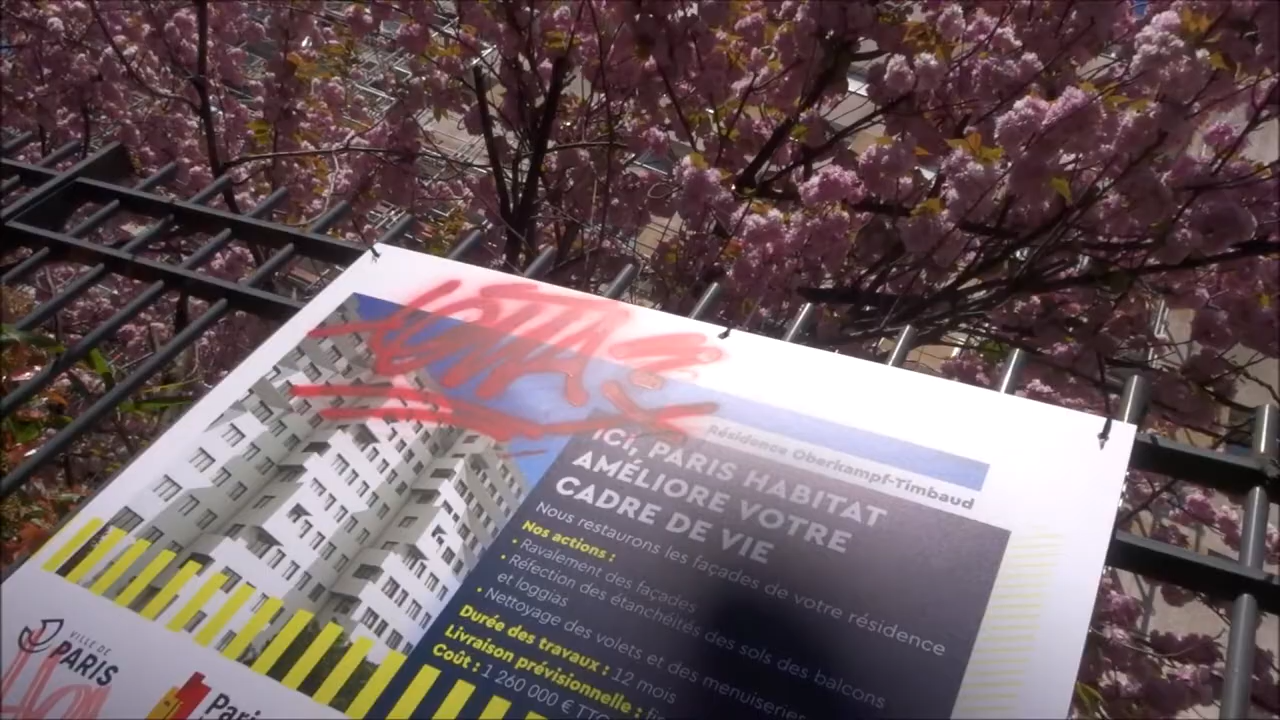 Résidence Oberkampf-Timbaud
ICI, PARIS HABITAT
AMÉLIORE VOTRE
CADRE DE VIE
Nous restaurons les façades de votre résidence
Nos actions :
• Ravalement des façades
• Réfection des étanchéités des sols des balcons
et loggias
• Nettoyage des volets et des menuiseries
Durée des travaux : 12 mois
Livraison prévisionnelle :
Coût : 1 260 000 € TTC
VILLE DE
PARIS